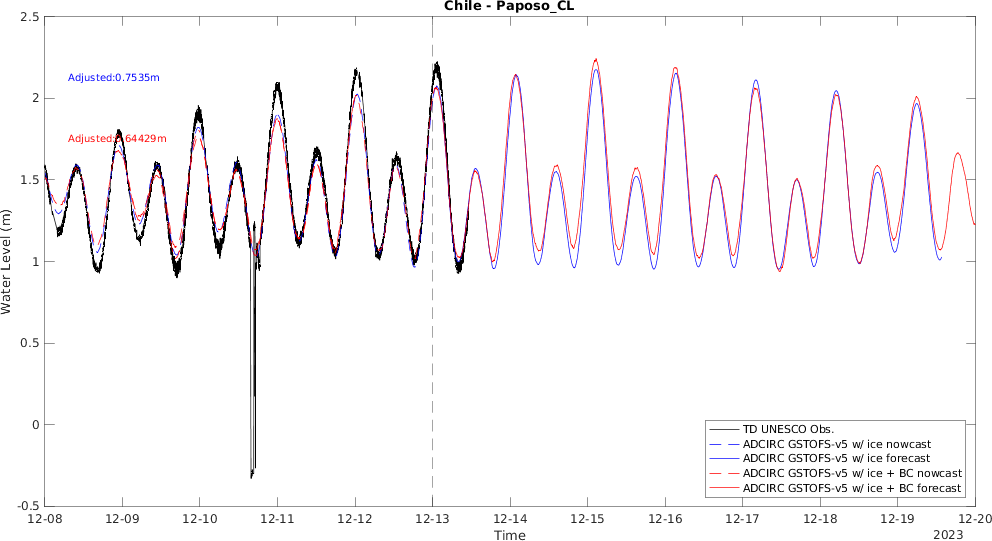 Chile - Paposo_CL
2.5
2
1.5
1
0.5
0
-0.5
Water Level (m)
Adjusted:0.7535m
Adjusted:0.64429m
TD UNESCO Obs.
ADCIRC GSTOFS-v5 w/ ice nowcast
ADCIRC GSTOFS-v5 w/ ice forecast
ADCIRC GSTOFS-v5 w/ ice + BC nowcast
ADCIRC GSTOFS-v5 w/ ice + BC forecast
12-08 12-09 12-10 12-11 12-12 12-13 12-14 12-15 12-16 12-17 12-18 12-19 12-20
Time
2023